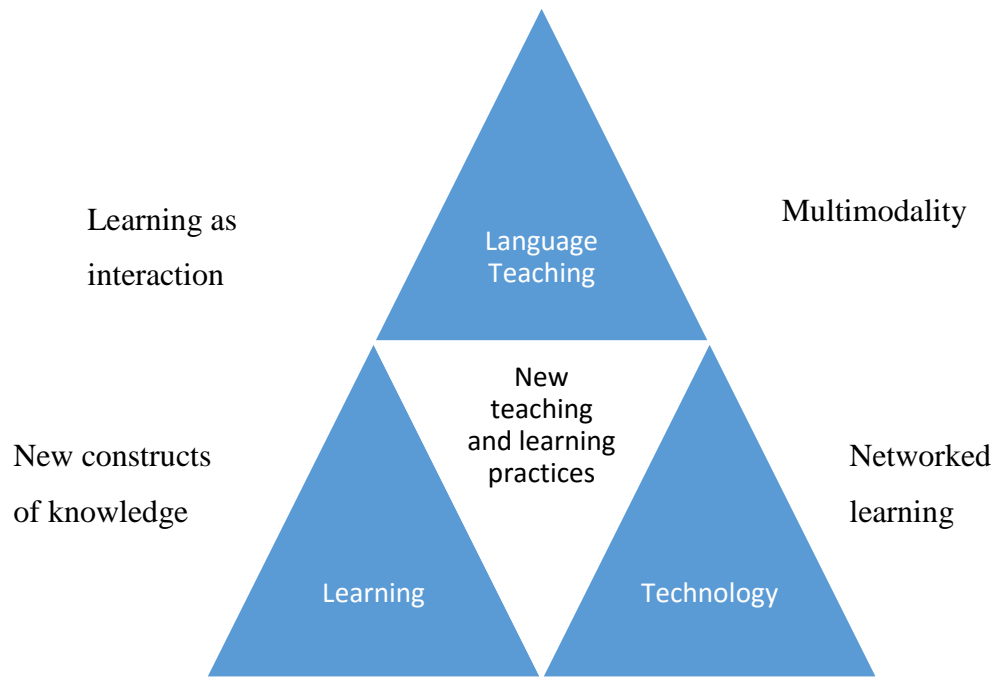 Learning as
interaction
Multimodality
Language
Teaching
New
teaching
and learning
practices
New constructs
of knowledge
Networked
learning
Learning
Technology